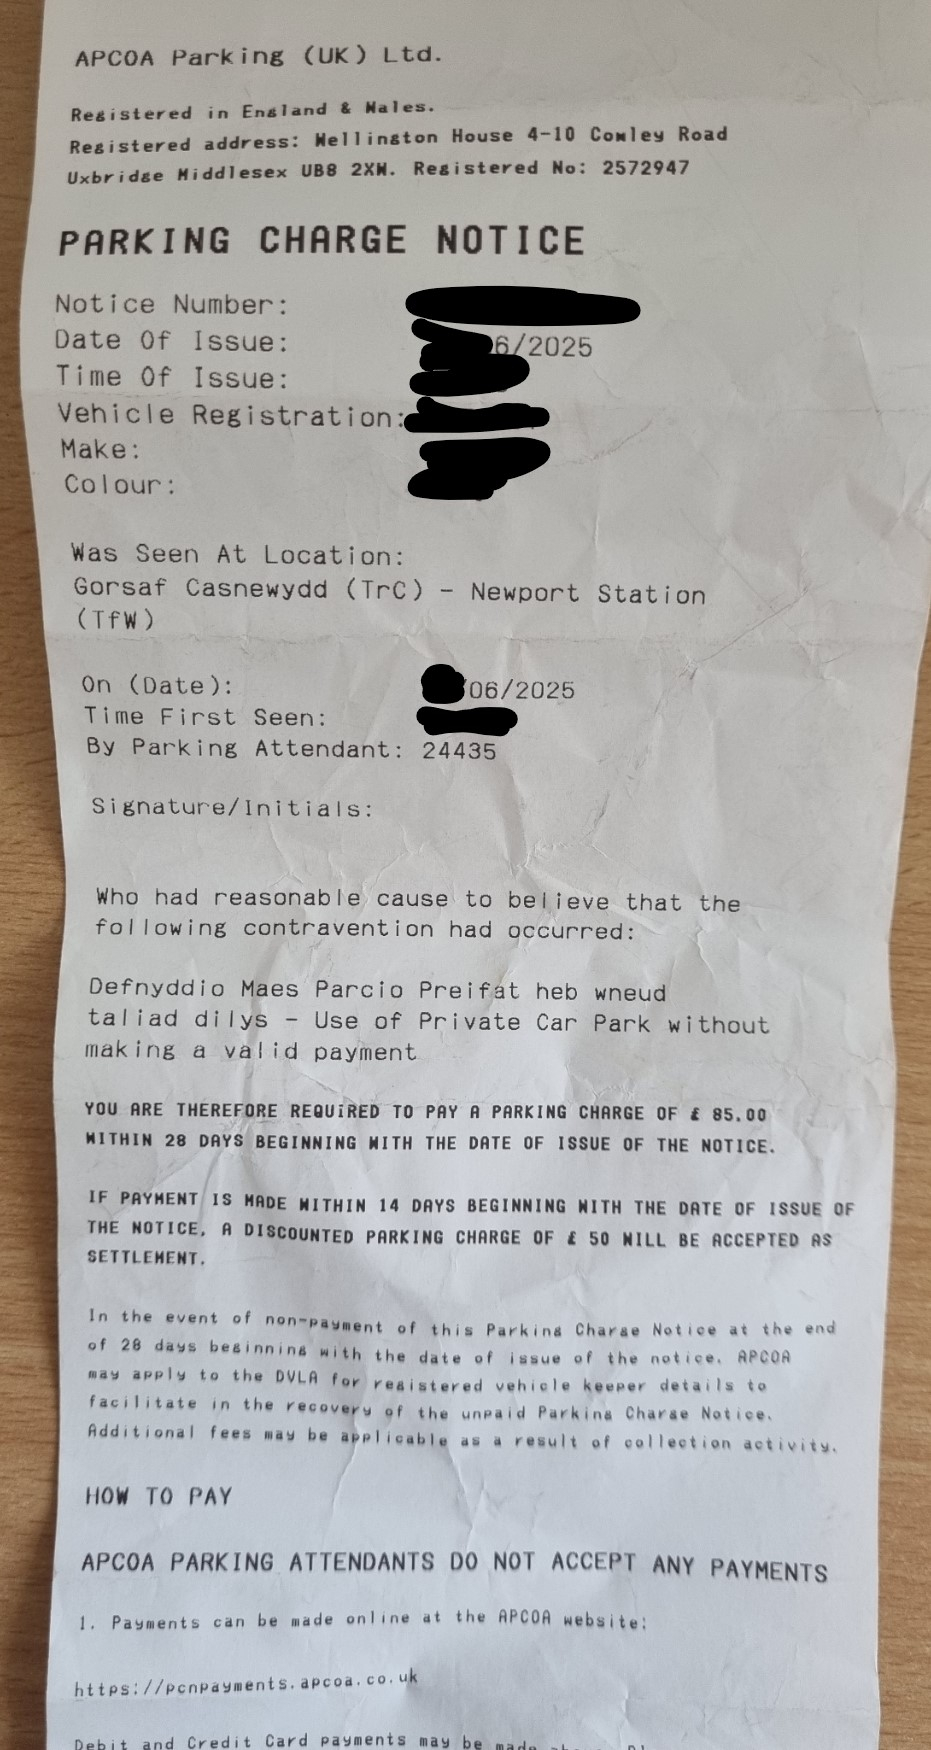 APCOA Parking (UK) Ltd.
Registered in England & Wales.
Registered address: Wellington House 4-10 Cowley Road
Uxbridge Middlesex UB8 2XW. Registered No: 2572947
PARKING CHARGE NOTICE
Notice Number:
Date Of Issue: 6/2025
Time Of Issue:
Vehicle Registration:
Make:
Colour:
Was Seen At Location:
Gorsaf Casnewydd (TrC) - Newport Station
(TfW)
On (Date): /06/2025
Time First Seen:
By Parking Attendant: 24435
Signature/Initials:
Who had reasonable cause to believe that the
following contravention had occurred:
Defnyddio Maes Parcio Preifat heb wneud
taliad dilys - Use of Private Car Park without
making a valid payment
YOU ARE THEREFORE REQUiRED TO PAY A PARKING CHARGE OF £ 85.00
WITHIN 28 DAYS BEGINNING WITH THE DATE OF ISSUE OF THE NOTICE.
IF PAYMENT IS MADE WITHIN 14 DAYS BEGINNING WITH THE DATE OF ISSUE OF
THE NOTICE, A DISCOUNTED PARKING CHARGE OF £ 50 WILL BE ACCEPTED AS
SETTLEMENT.
In the event of non-payment of this Parking Charge Notice at the end
of 28 days beginning with the date of issue of the notice, APCOA
may apply to the DVLA for registered vehicle keeper details to
facilitate in the recovery of the unpaid Parking Charge Notice.
Additional fees may be applicable as a result of collection activity.
HOW TO PAY
APCOA PARKING ATTENDANTS DO NOT ACCEPT ANY PAYMENTS
1. Payments can be made online at the APCOA website:
https://pcnpayments.apcoa.co.uk
Debit and Credit Card payments may be made